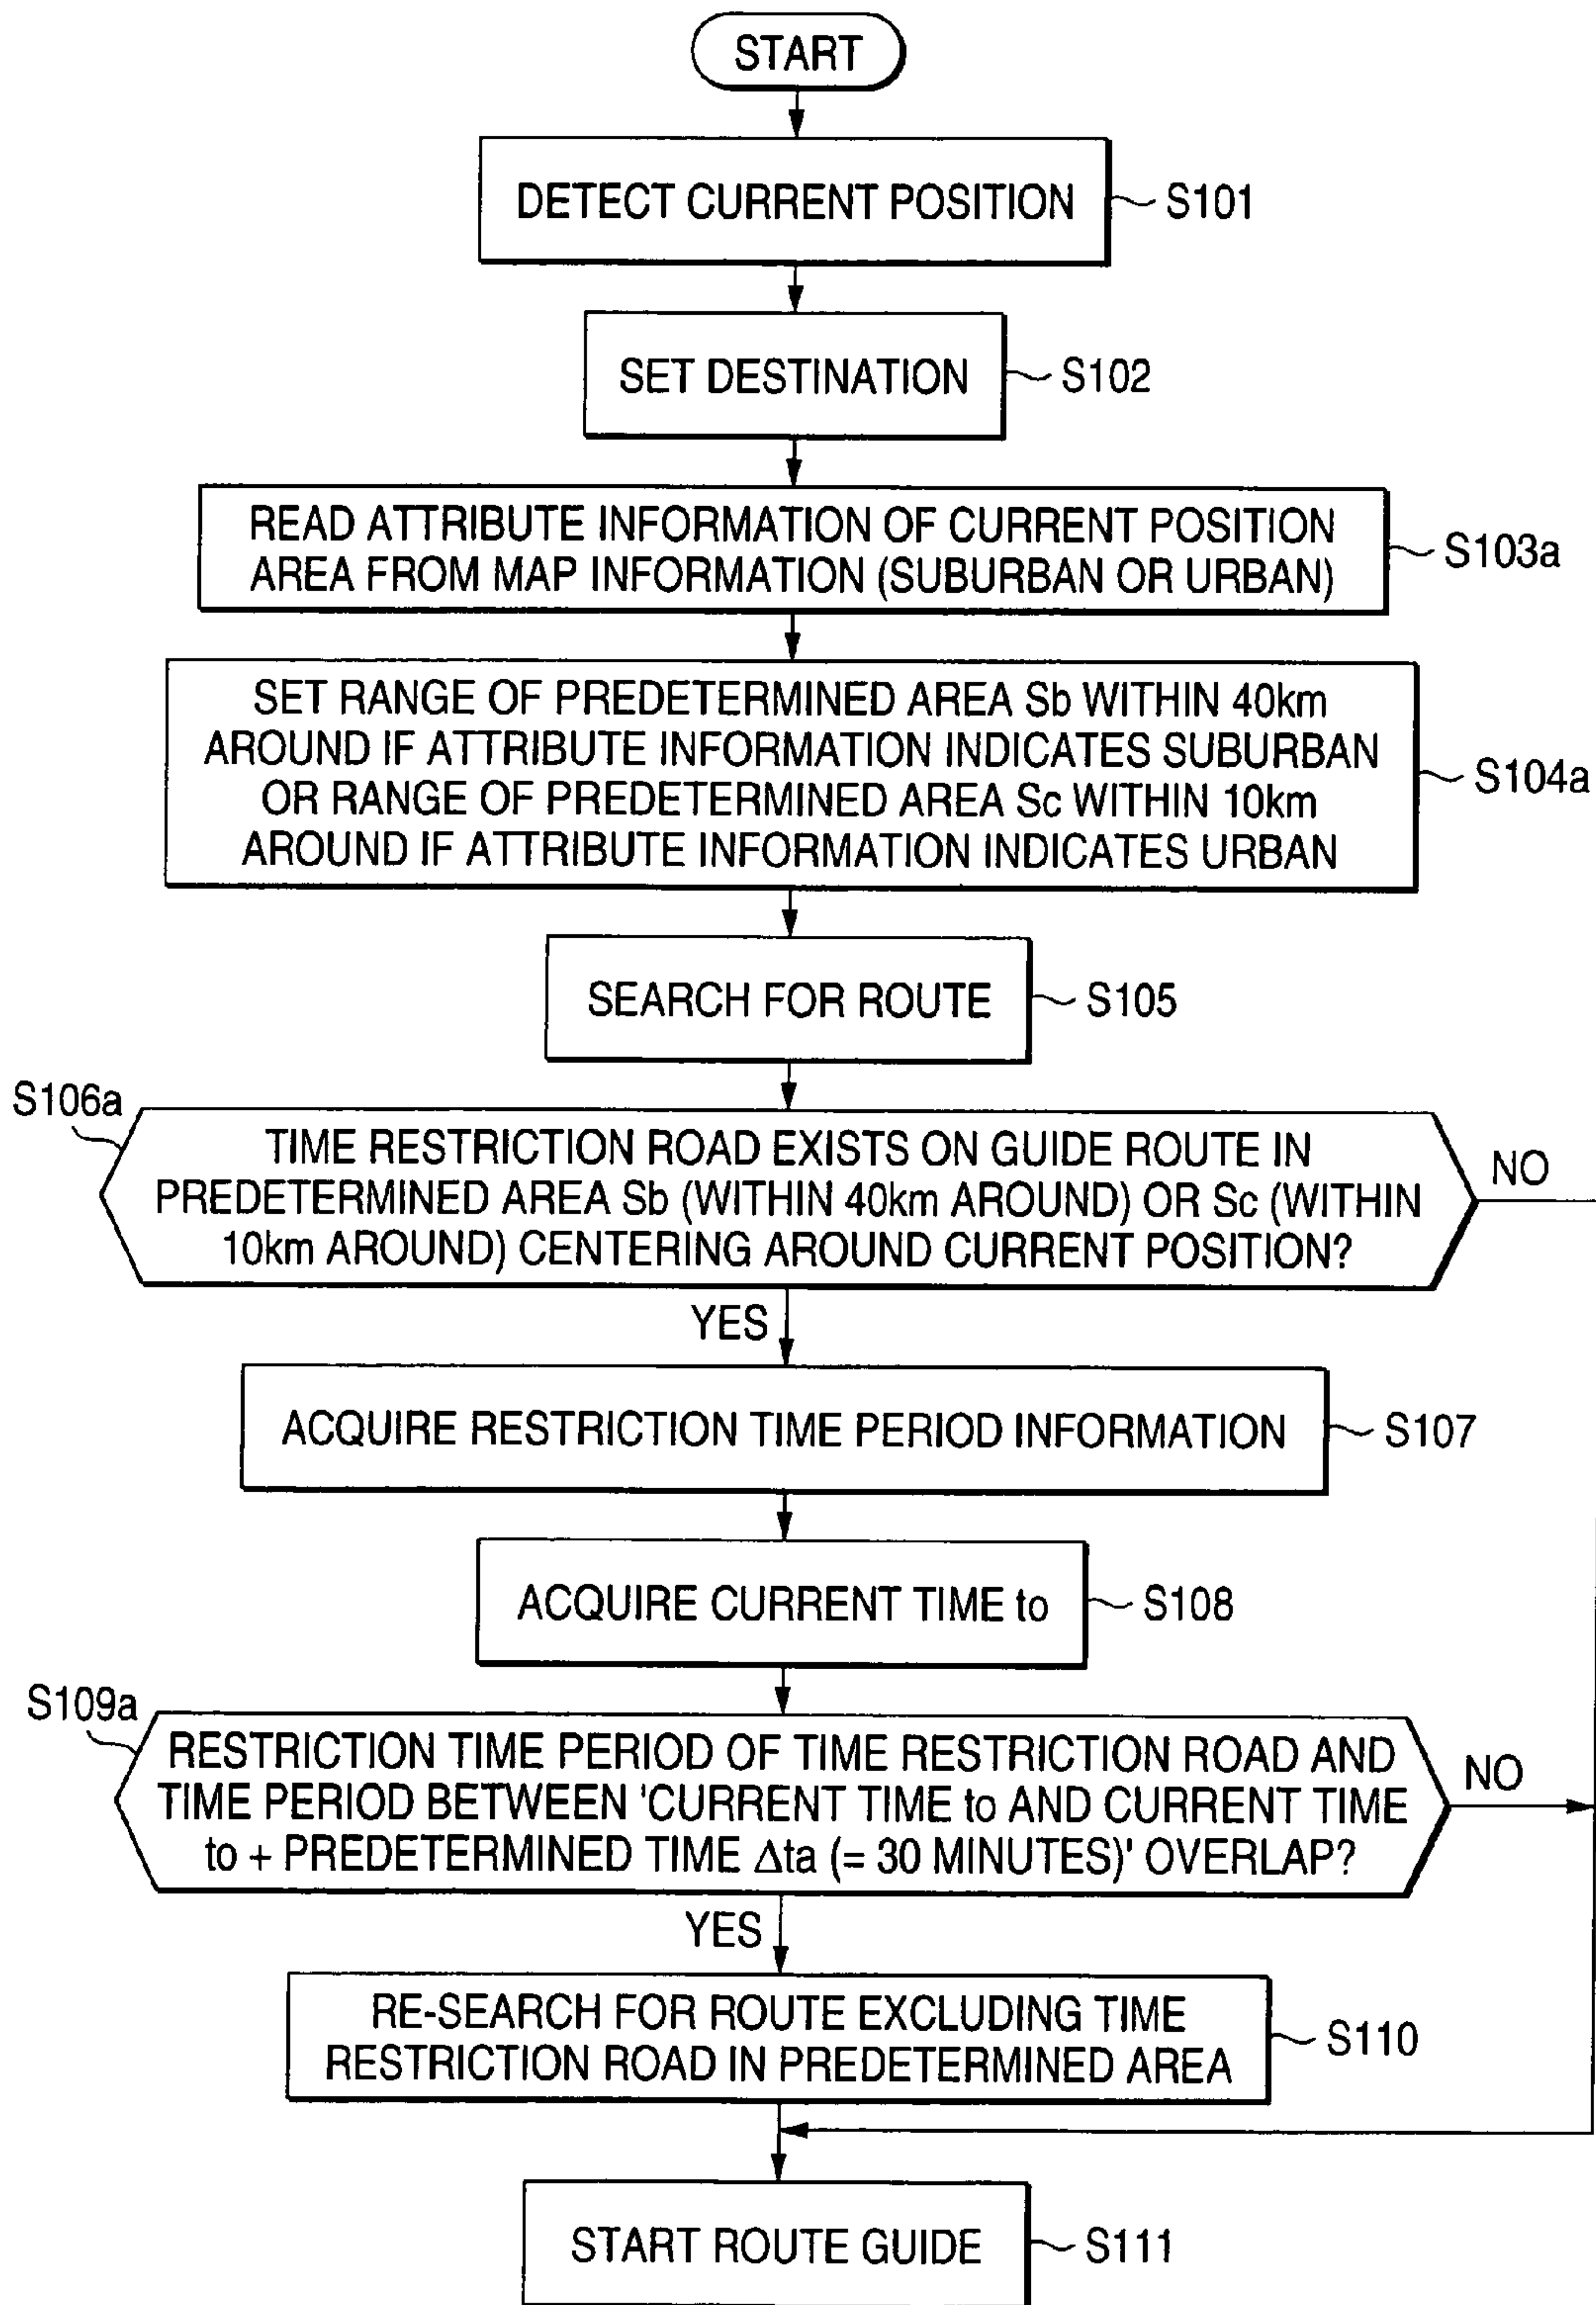 START
DETECT CURRENT POSITION
S101
SET DESTINATION
S102
READ ATTRIBUTE INFORMATION OF CURRENT POSITION
AREA FROM MAP INFORMATION (SUBURBAN OR URBAN)
S103a
SET RANGE OF PREDETERMINED AREA Sb WITHIN 40km
AROUND IF ATTRIBUTE INFORMATION INDICATES SUBURBAN
OR RANGE OF PREDETERMINED AREA Sc WITHIN 10km
AROUND IF ATTRIBUTE INFORMATION INDICATES URBAN
S104a
SEARCH FOR ROUTE
S105
S106a
TIME RESTRICTION ROAD EXISTS ON GUIDE ROUTE IN
PREDETERMINED AREA Sb (WITHIN 40km AROUND) OR Sc (WITHIN
10km AROUND) CENTERING AROUND CURRENT POSITION?
NO
YES
ACQUIRE RESTRICTION TIME PERIOD INFORMATION
S107
ACQUIRE CURRENT TIME to
S108
S109a
RESTRICTION TIME PERIOD OF TIME RESTRICTION ROAD AND
TIME PERIOD BETWEEN 'CURRENT TIME to AND CURRENT TIME
to + PREDETERMINED TIME Δta (= 30 MINUTES)' OVERLAP?
NO
YES
RE-SEARCH FOR ROUTE EXCLUDING TIME
RESTRICTION ROAD IN PREDETERMINED AREA
S110
START ROUTE GUIDE
S111